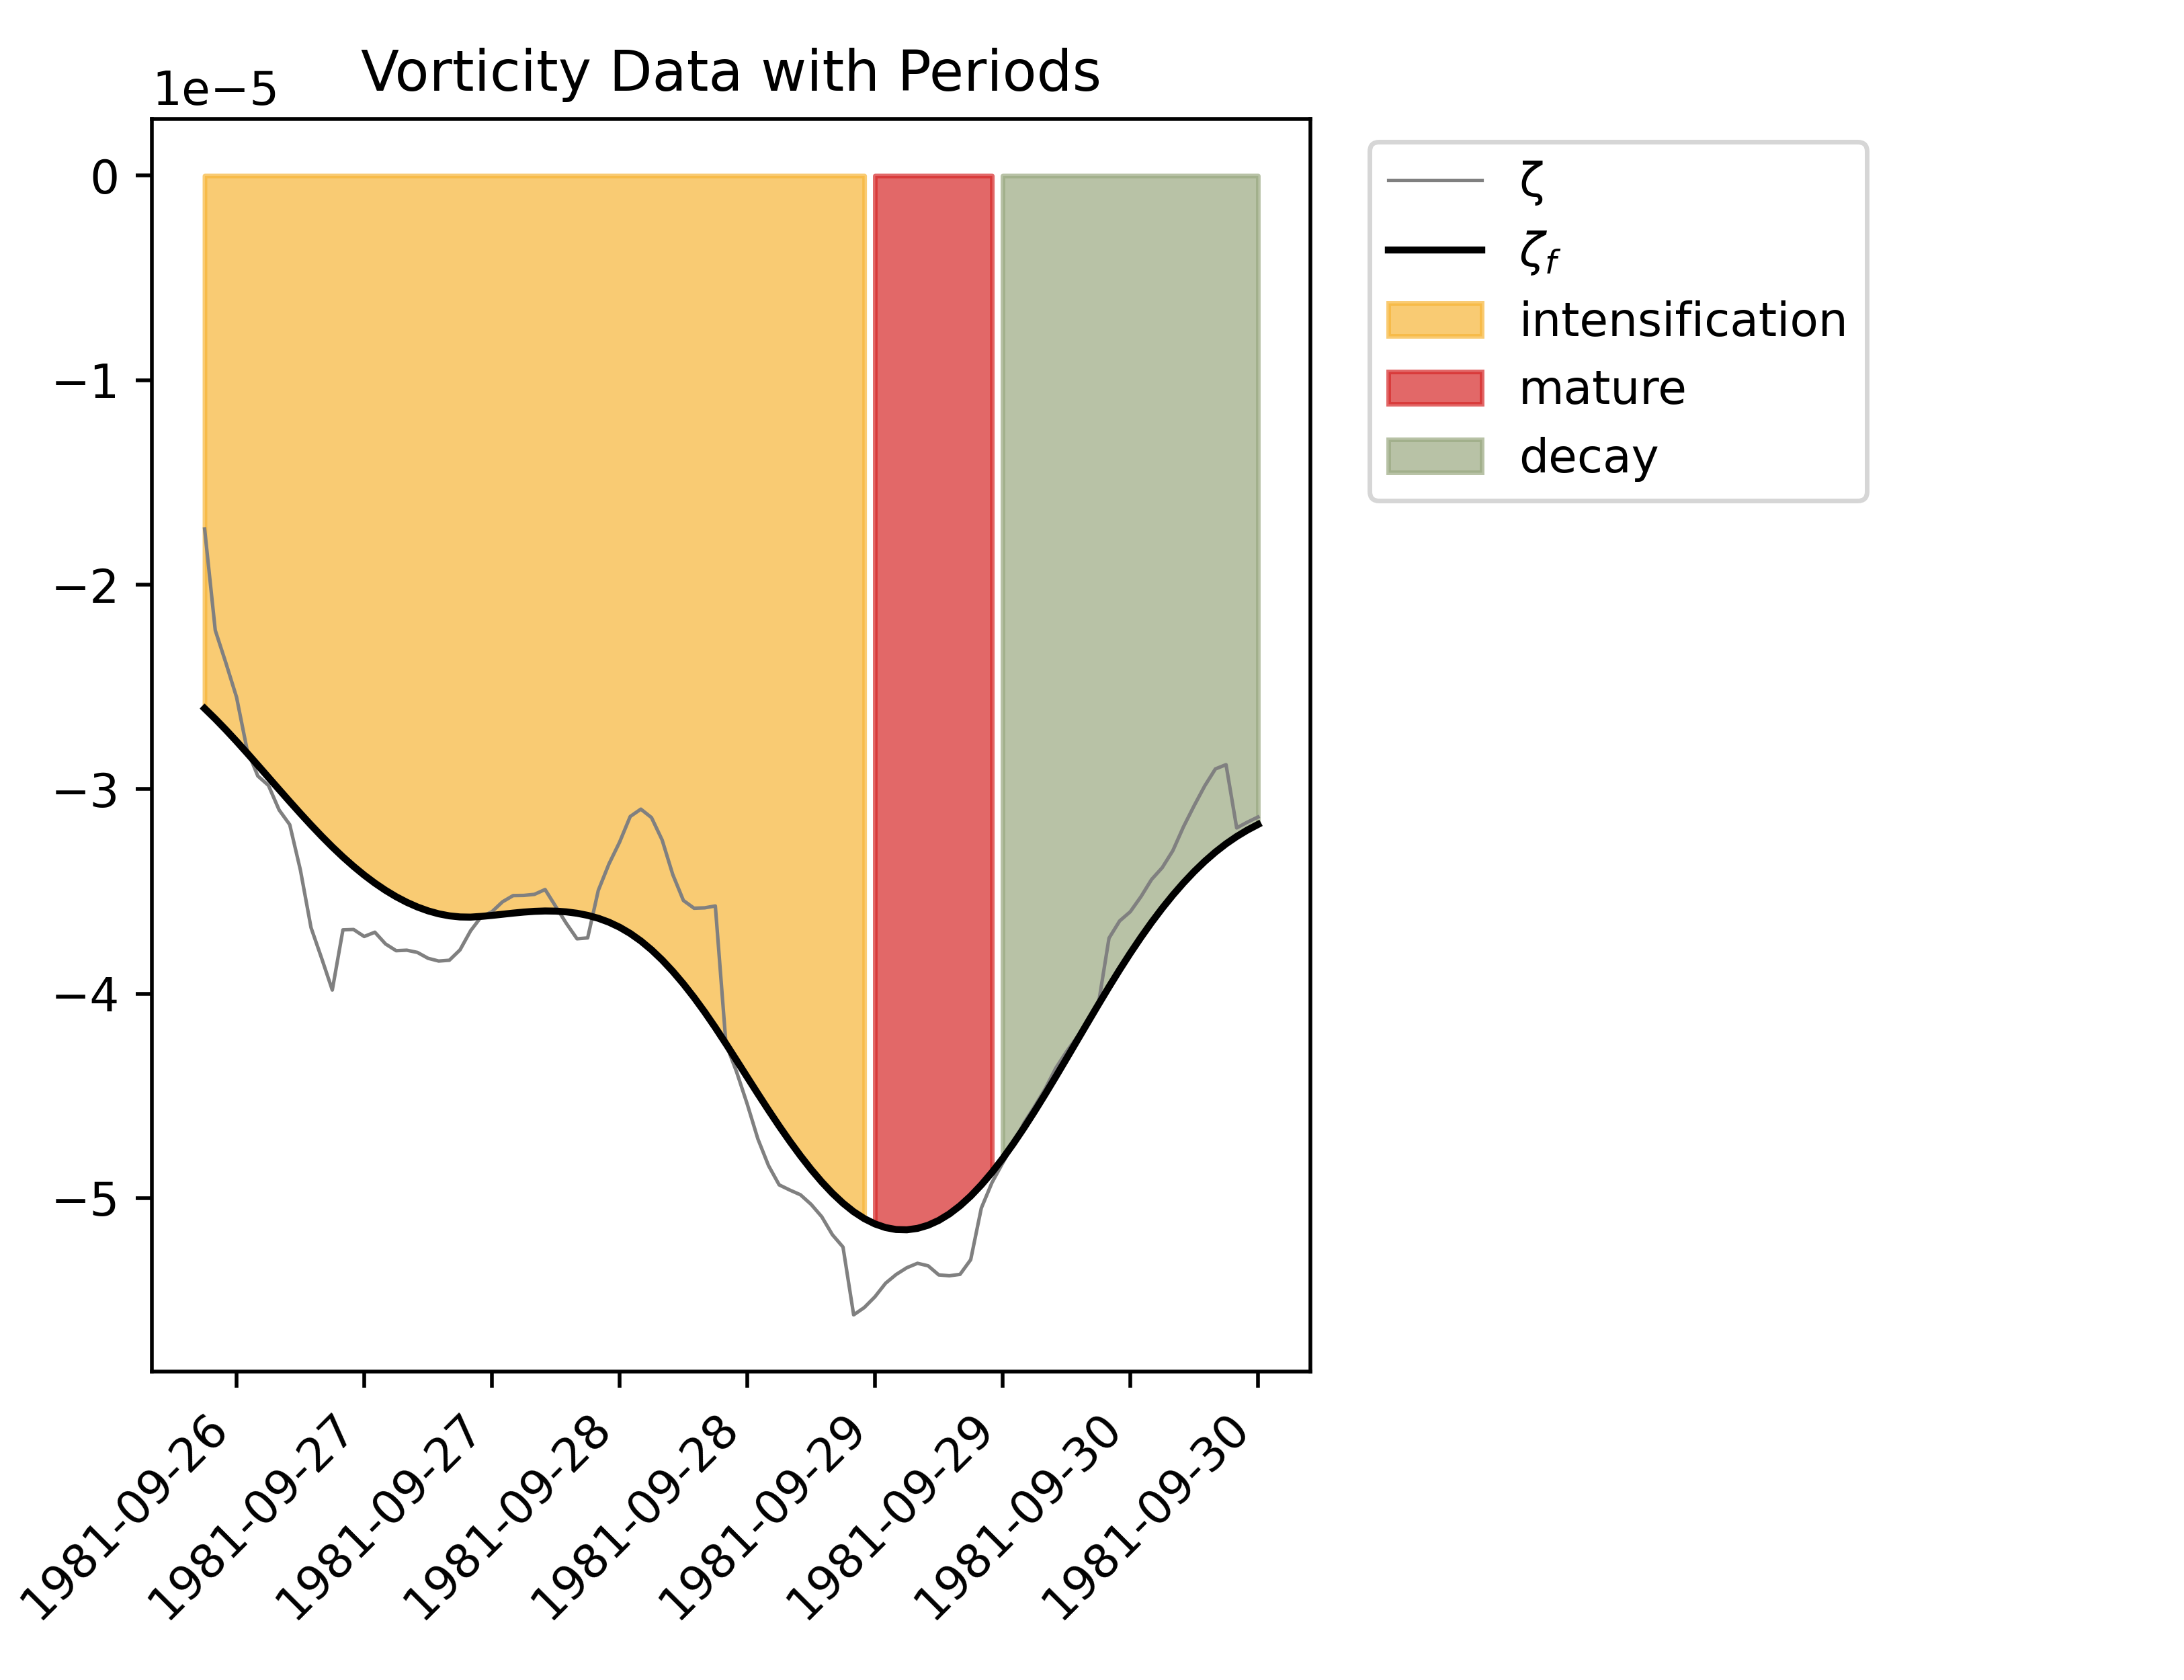 Vorticity Data with Periods
1e−5
0
−1
−2
−3
−4
−5
1981-09-26
1981-09-27
1981-09-27
1981-09-28
1981-09-28
1981-09-29
1981-09-29
1981-09-30
1981-09-30
ζ
ζf
intensification
mature
decay